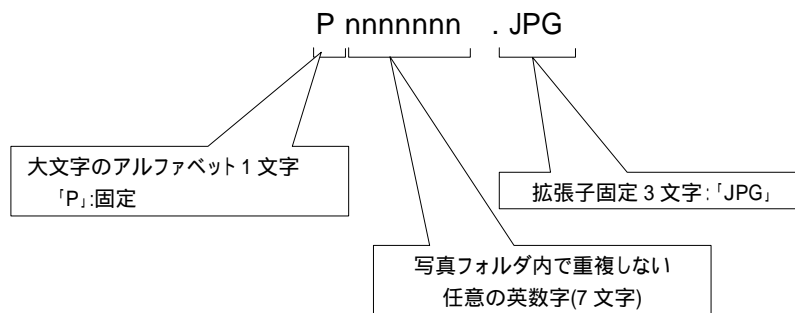 P nnnnnnn . JPG
大文字のアルファベット 1 文字
「P」:固定
拡張子固定 3 文字:「JPG」
写真フォルダ内で重複しない
任意の英数字(7 文字)